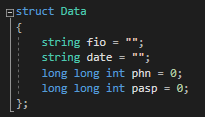 struct Data
{
string fio = "";
string date = "";
long long int phn = 0;
long long int pasp = 0;
};